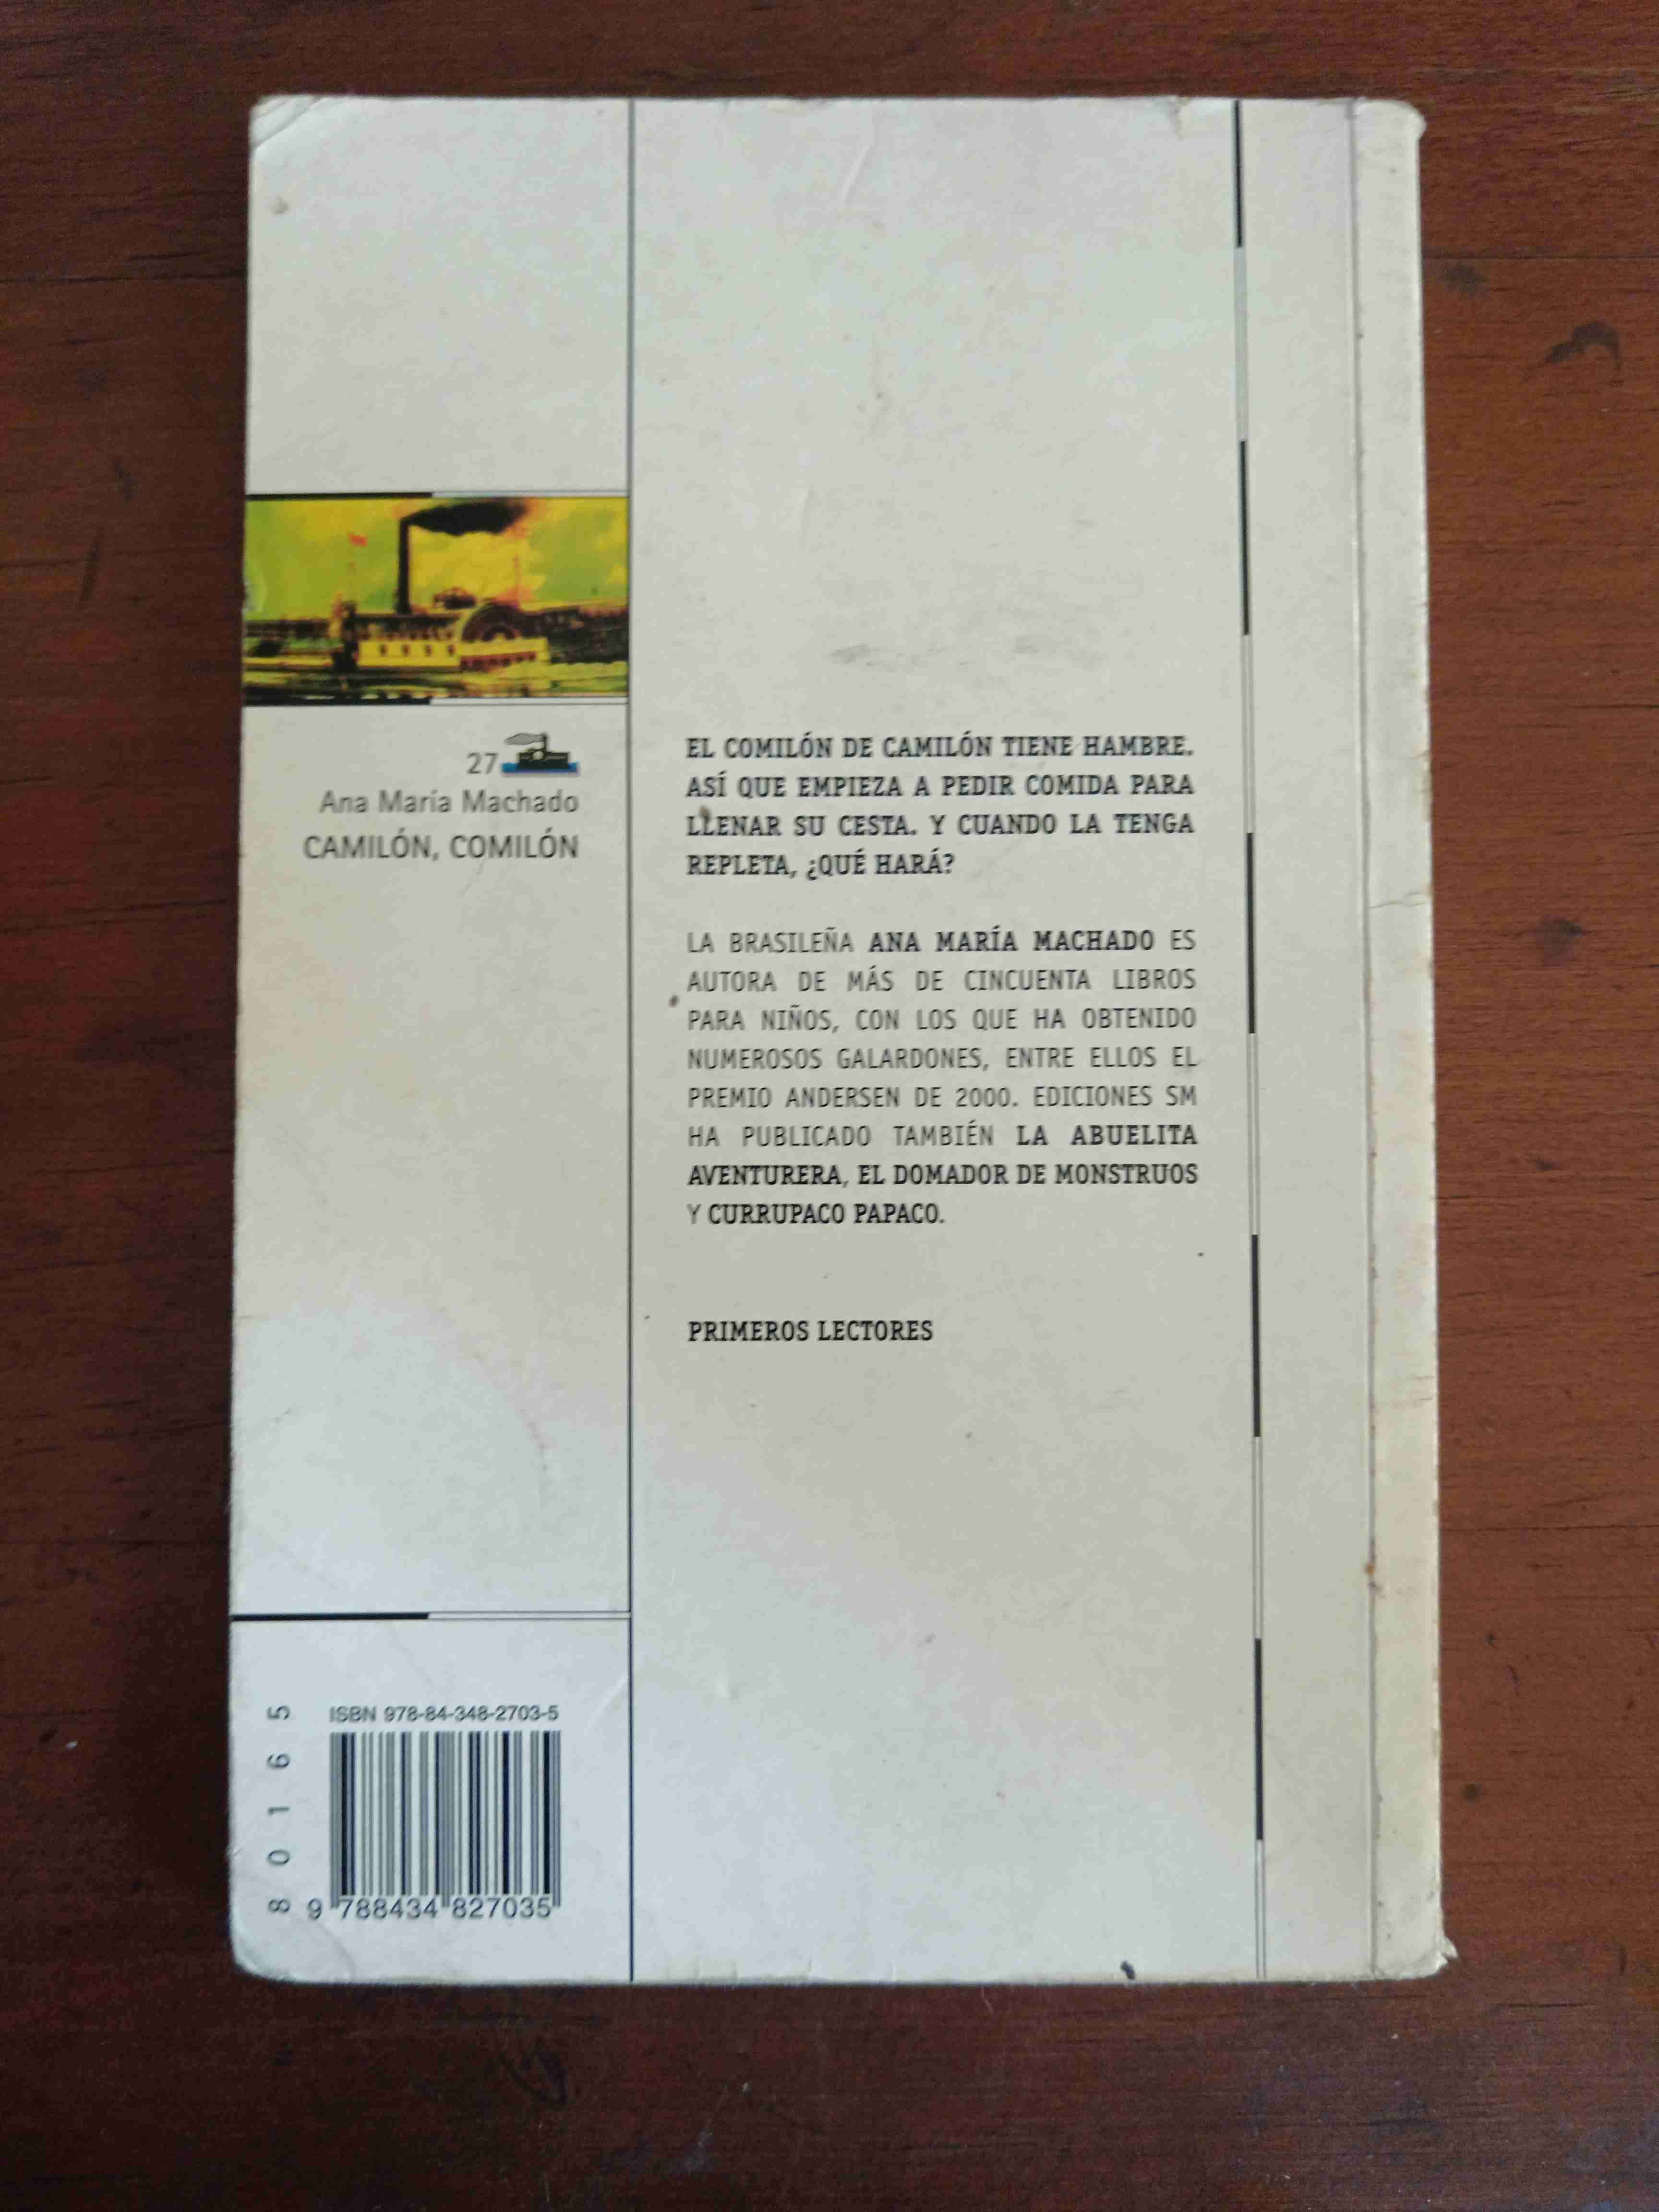 27
Ana María Machado
CAMILÓN, COMILÓN
EL COMILÓN DE CAMILÓN TIENE HAMBRE.
ASÍ QUE EMPIEZA A PEDIR COMIDA PARA
LLENAR SU CESTA. Y CUANDO LA TENGA
REPLETA, ¿QUÉ HARÁ?
LA BRASILEÑA ANA MARÍA MACHADO ES
AUTORA DE MÁS DE CINCUENTA LIBROS
PARA NIÑOS, CON LOS QUE HA OBTENIDO
NUMEROSOS GALARDONES, ENTRE ELLOS EL
PREMIO ANDERSEN DE 2000. EDICIONES SM
HA PUBLICADO TAMBIÉN LA ABUELITA
AVENTURERA, EL DOMADOR DE MONSTRUOS
Y CURRUPACO PAPACO.
PRIMEROS LECTORES
ISBN 978-84-348-2703-5
80165
9 788434 827035